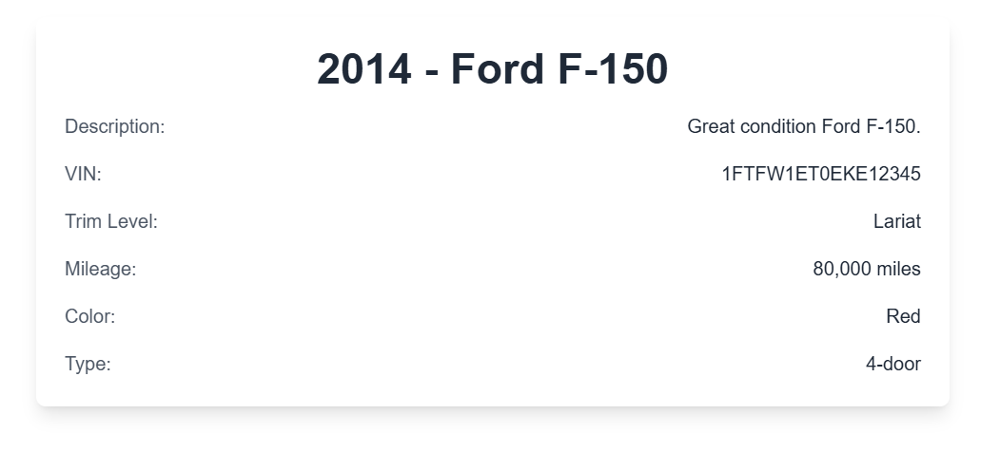 2014 - Ford F-150
Description: Great condition Ford F-150.
VIN: 1FTFW1ET0EKE12345
Trim Level: Lariat
Mileage: 80,000 miles
Color: Red
Type: 4-door